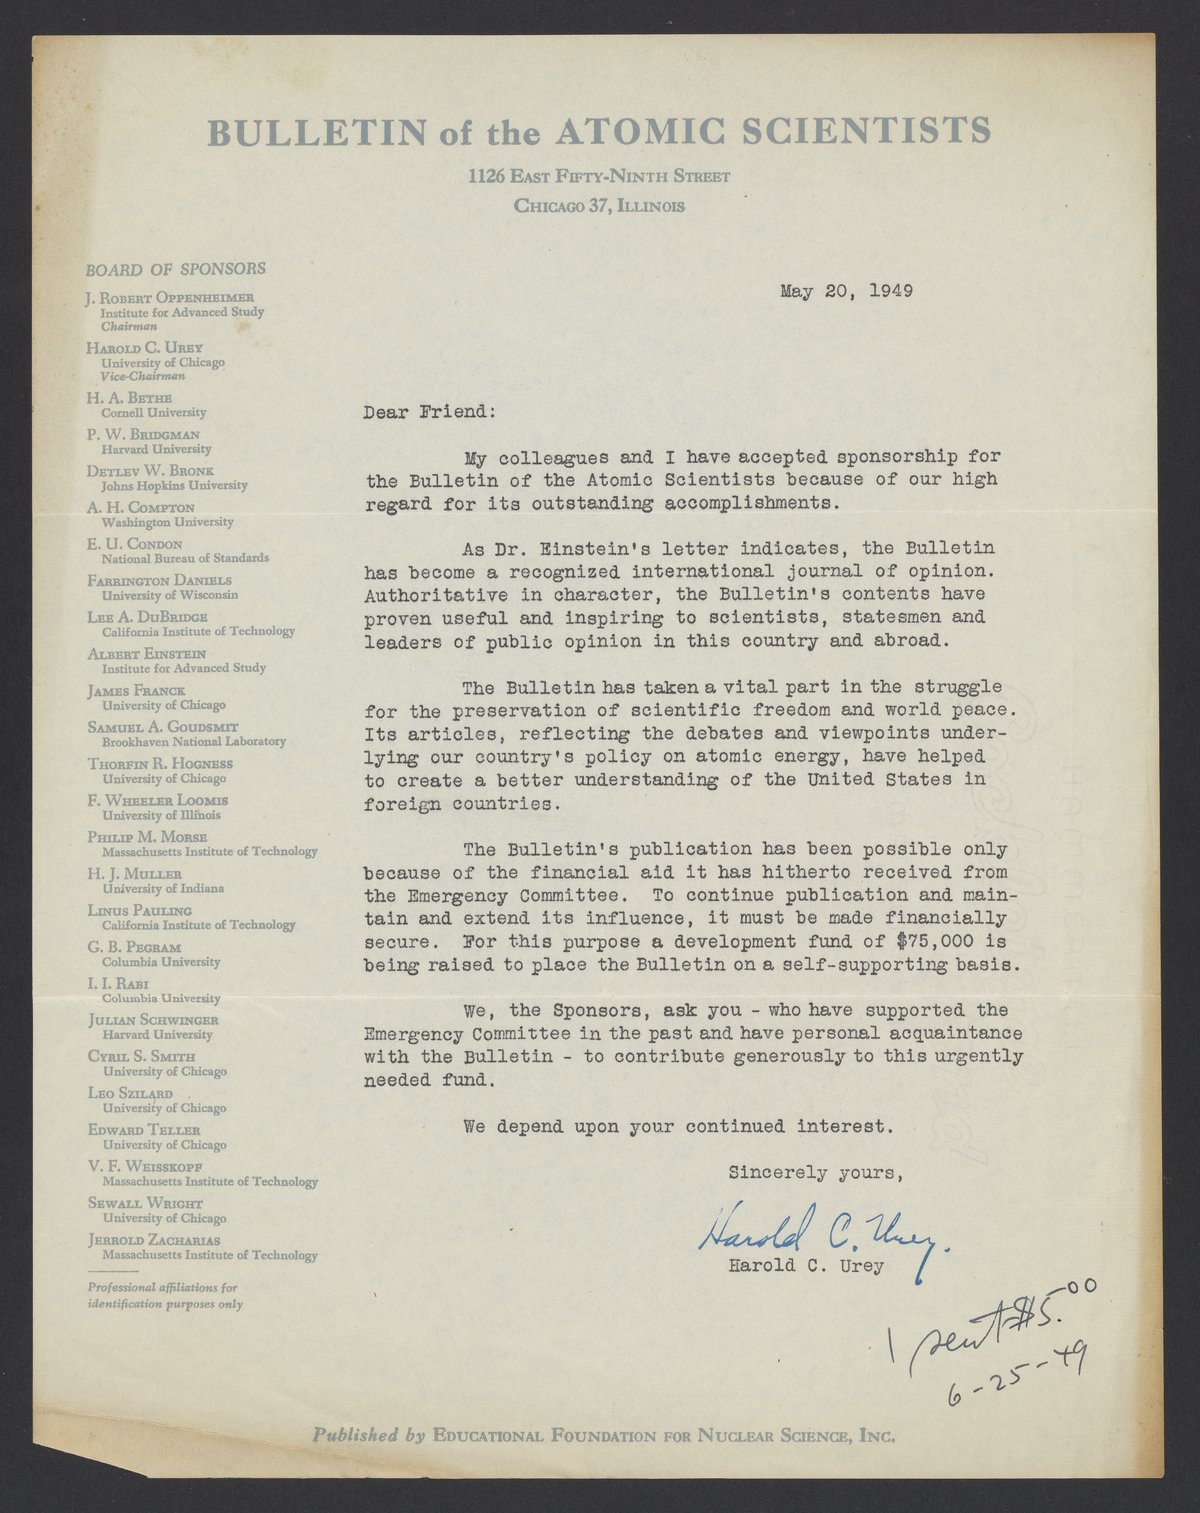 BULLETIN of the ATOMIC SCIENTISTS
1126 EAST FIFTY-NINTH STREET
CHICAGO 37, ILLINOIS
BOARD OF SPONSORS
J. ROBERT OPPENHEIMER
Institute for Advanced Study
Chairman
HAROLD C. UREY
University of Chicago
Vice-Chairman
H. A. BETHE
Cornell University
P. W. BRIDGMAN
Harvard University
DETLEV W. BRONK
Johns Hopkins University
A. H. COMPTON
Washington University
E. U. CONDON
National Bureau of Standards
FARRINGTON DANIELS
University of Wisconsin
LEE A. DUBRIDGE
California Institute of Technology
ALBERT EINSTEIN
Institute for Advanced Study
JAMES FRANCK
University of Chicago
SAMUEL A. GOUDSMIT
Brookhaven National Laboratory
THORFIN R. HOGNESS
University of Chicago
F. WHEELER LOOMIS
University of Illinois
PHILIP M. MORSE
Massachusetts Institute of Technology
H. J. MULLER
University of Indiana
LINUS PAULING
California Institute of Technology
G. B. PEGRAM
Columbia University
I. I. RABI
Columbia University
JULIAN SCHWINGER
Harvard University
CYRIL S. SMITH
University of Chicago
LEO SZILARD
University of Chicago
EDWARD TELLER
University of Chicago
V. F. WEISSKOPF
Massachusetts Institute of Technology
SEWALL WRIGHT
University of Chicago
JERROLD ZACHARIAS
Massachusetts Institute of Technology
Professional affiliations for
identification purposes only
May 20, 1949
Dear Friend:
My colleagues and I have accepted sponsorship for
the Bulletin of the Atomic Scientists because of our high
regard for its outstanding accomplishments.
As Dr. Einstein's letter indicates, the Bulletin
has become a recognized international journal of opinion.
Authoritative in character, the Bulletin's contents have
proven useful and inspiring to scientists, statesmen and
leaders of public opinion in this country and abroad.
The Bulletin has taken a vital part in the struggle
for the preservation of scientific freedom and world peace.
Its articles, reflecting the debates and viewpoints under-
lying our country's policy on atomic energy, have helped
to create a better understanding of the United States in
foreign countries.
The Bulletin's publication has been possible only
because of the financial aid it has hitherto received from
the Emergency Committee. To continue publication and main-
tain and extend its influence, it must be made financially
secure. For this purpose a development fund of $75,000 is
being raised to place the Bulletin on a self-supporting basis.
We, the Sponsors, ask you - who have supported the
Emergency Committee in the past and have personal acquaintance
with the Bulletin - to contribute generously to this urgently
needed fund.
We depend upon your continued interest.
Sincerely yours,
Harold C. Urey.
Harold C. Urey
I sent $5.00
6-25-49
Published by EDUCATIONAL FOUNDATION FOR NUCLEAR SCIENCE, INC.